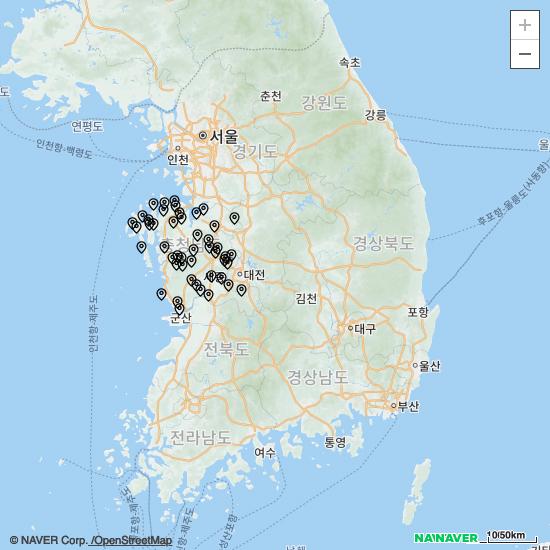 +
−
속초
춘천
강원도
강릉
도
연평도
서울
울
인천
경기도
인천항-백령도
후포항-울릉도(사동항)
경상북도
대전
김천
포항
인천항-제주도
군산
대구
전북도
울산
경상남도
부산
전라남도
통영
여수
© NAVER Corp. /OpenStreetMap
NAVER
10/50km